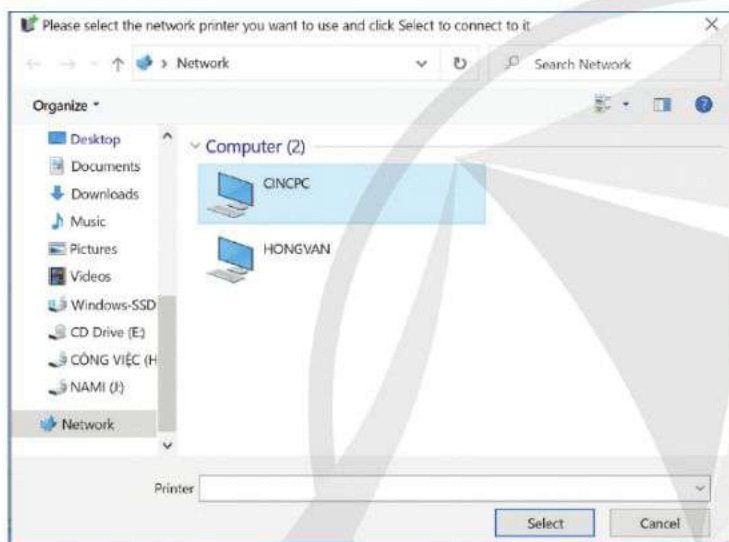 Please select the network printer you want to use and click Select to connect to it
Network
Search Network
Organize
Desktop
Documents
Downloads
Music
Pictures
Videos
Windows-SSD
CD Drive (E:)
CÔNG VIỆC (H
NAMI (J:)
Network
Computer (2)
CINCPC
HONGVAN
Printer
Select
Cancel